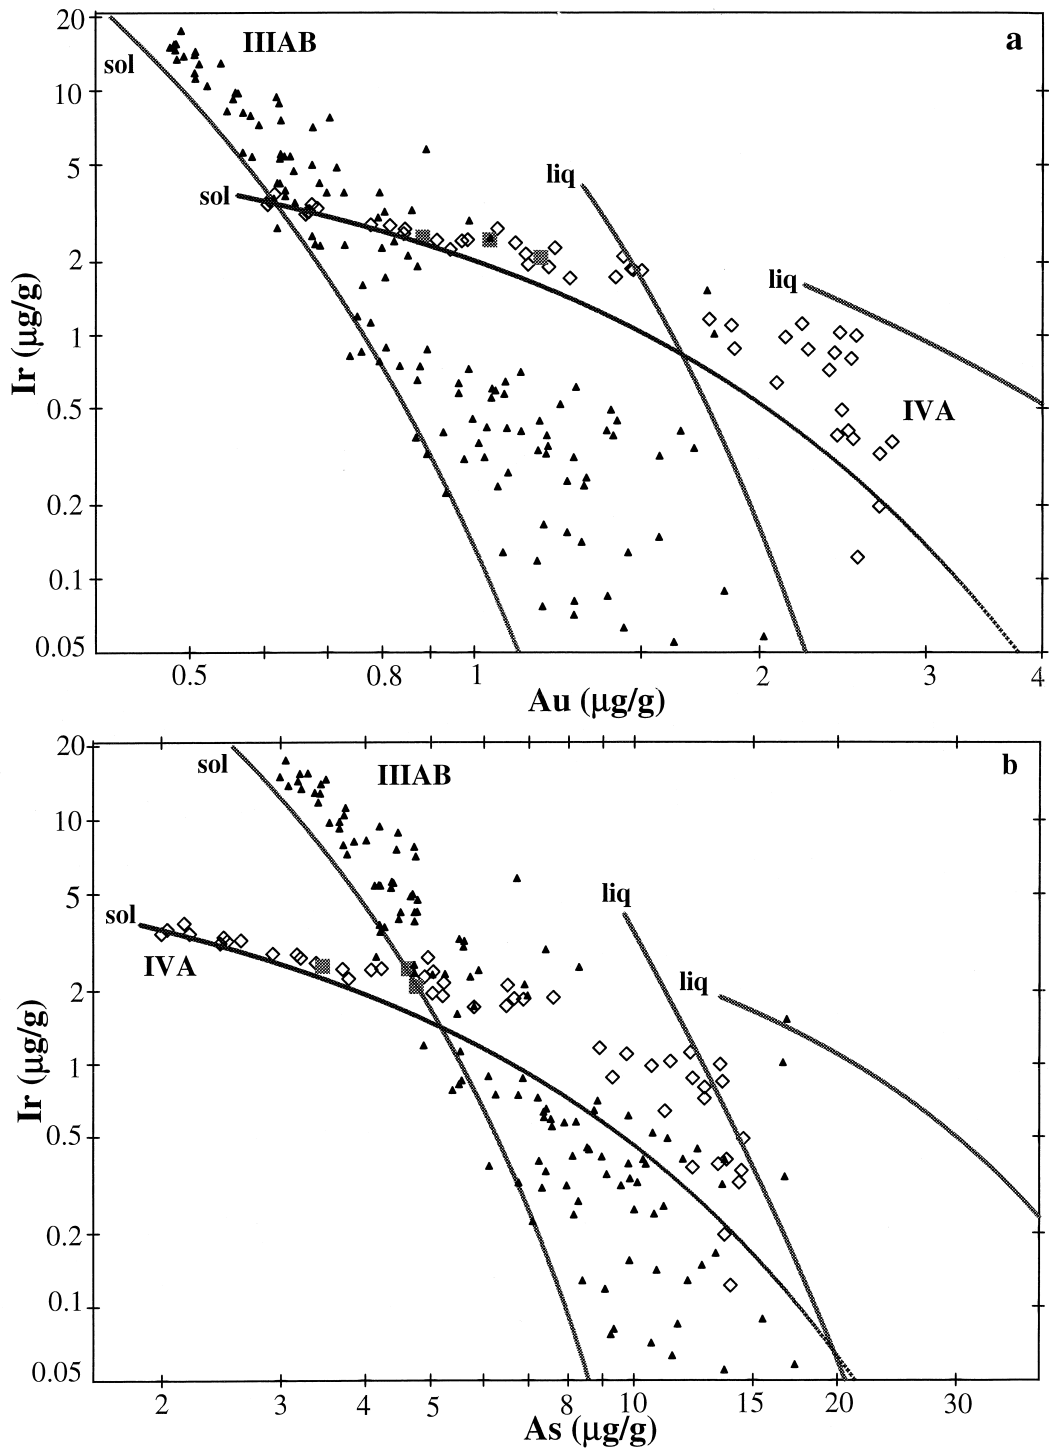 20
IIIAB
a
sol
10
5
liq
sol
2
liq
1
Ir (µg/g)
0.5
IVA
0.2
0.1
0.05
0.5 0.8 1 2 3 4
Au (µg/g)
20
sol
IIIAB
b
10
5
liq
sol
IVA
liq
2
Ir (µg/g)
1
0.5
0.2
0.1
0.05
2 3 4 5 8 10 15 20 30
As (µg/g)